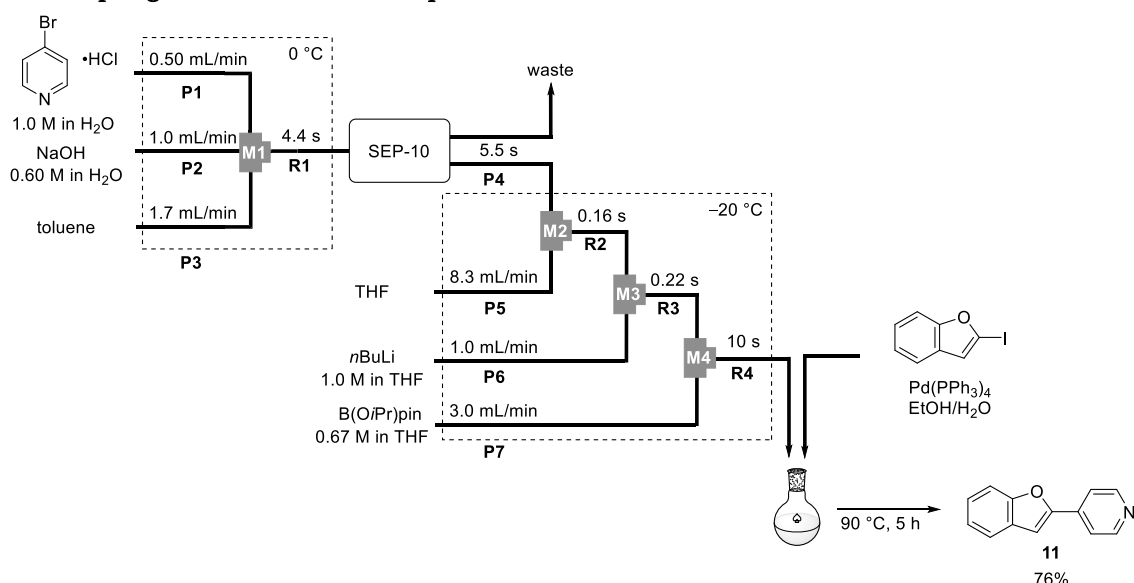 Br
•HCl
N
1.0 M in H2O
0.50 mL/min
P1
0 °C
NaOH
0.60 M in H2O
1.0 mL/min
P2
M1
4.4 s
R1
toluene
1.7 mL/min
P3
SEP-10
waste
5.5 s
P4
–20 °C
M2
0.16 s
R2
THF
8.3 mL/min
P5
M3
0.22 s
R3
nBuLi
1.0 M in THF
1.0 mL/min
P6
M4
10 s
R4
B(OiPr)pin
0.67 M in THF
3.0 mL/min
P7
O
I
Pd(PPh3)4
EtOH/H2O
90 °C, 5 h
O
N
11
76%